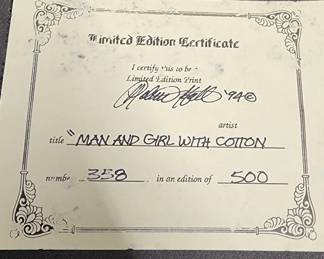 Limited Edition Certificate
I certify this to be a
Limited Edition Print
'94©
artist
title "MAN AND GIRL WITH COTTON
number 358 in an edition of 500